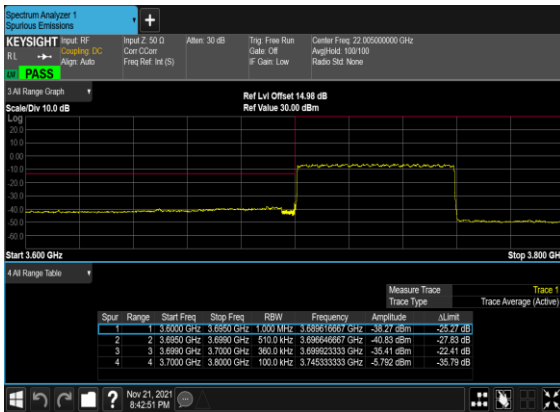 Spectrum Analyzer 1
Spurious Emissions
KEYSIGHT Input: RF Input Z: 50 Ω Atten: 30 dB Trig: Free Run Center Freq: 22.005000000 GHz
RL Coupling: DC Corr CCorr Gate: Off Avg|Hold: 100/100
Align: Auto Freq Ref: Int (S) IF Gain: Low Radio Std: None
PASS
3 All Range Graph
Ref Lvl Offset 14.98 dB
Scale/Div 10.0 dB Ref Value 30.00 dBm
Log
20.0
10.0
0.00
-10.0
-20.0
-30.0
-40.0
-50.0
-60.0
Start 3.600 GHz Stop 3.800 GH
4 All Range Table
Measure Trace Trace 1
Trace Type Trace Average (Active)
Spur Range Start Freq Stop Freq RBW Frequency Amplitude ΔLimit
1 1 3.6000 GHz 3.6950 GHz 1.000 MHz 3.689616667 GHz -38.27 dBm -25.27 dB
2 2 3.6950 GHz 3.6990 GHz 510.0 kHz 3.696646667 GHz -40.83 dBm -27.83 dB
3 3 3.6990 GHz 3.7000 GHz 360.0 kHz 3.699923333 GHz -35.41 dBm -22.41 dB
4 4 3.7000 GHz 3.8000 GHz 100.0 kHz 3.745333333 GHz -5.792 dBm -35.79 dB
Nov 21, 2021
8:42:51 PM